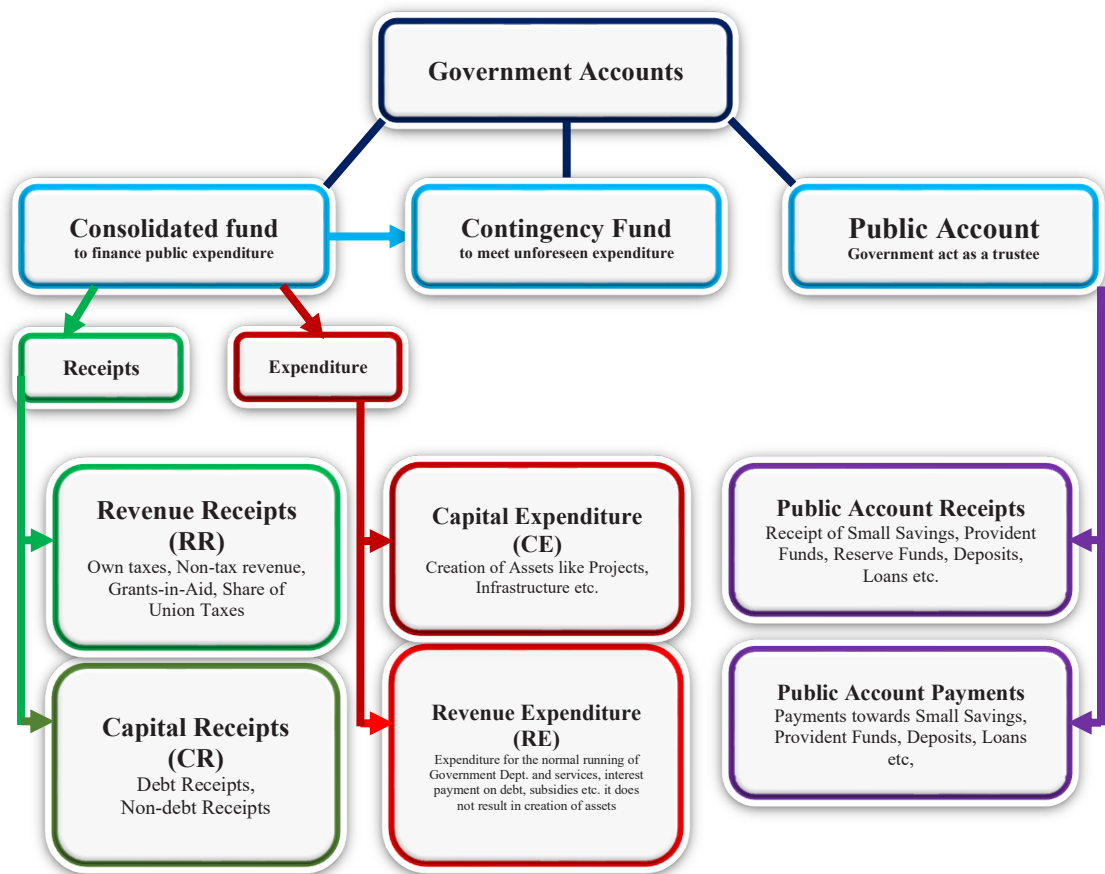 Government Accounts
Consolidated fund
to finance public expenditure
Contingency Fund
to meet unforeseen expenditure
Public Account
Government act as a trustee
Receipts
Expenditure
Revenue Receipts
(RR)
Own taxes, Non-tax revenue,
Grants-in-Aid, Share of
Union Taxes
Capital Expenditure
(CE)
Creation of Assets like Projects,
Infrastructure etc.
Public Account Receipts
Receipt of Small Savings, Provident
Funds, Reserve Funds, Deposits,
Loans etc.
Capital Receipts
(CR)
Debt Receipts,
Non-debt Receipts
Revenue Expenditure
(RE)
Expenditure for the normal running of
Government Dept. and services, interest
payment on debt, subsidies etc. it does
not result in creation of assets
Public Account Payments
Payments towards Small Savings,
Provident Funds, Deposits, Loans
etc,